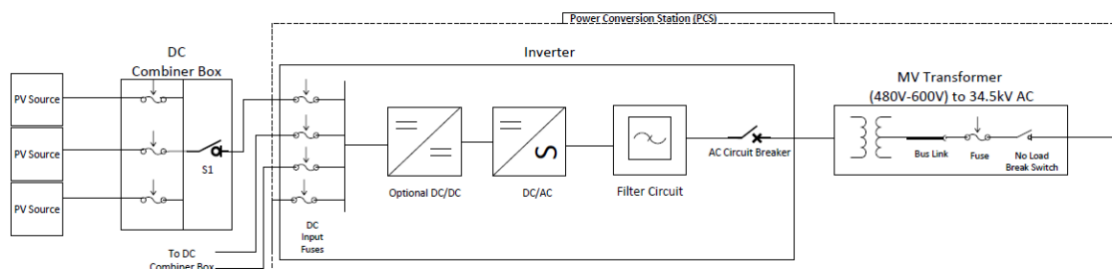 Power Conversion Station (PCS)
DC
Combiner Box
Inverter
MV Transformer
(480V-600V) to 34.5kV AC
PV Source
PV Source
PV Source
S1
Optional DC/DC
DC/AC
Filter Circuit
AC Circuit Breaker
Bus Link
Fuse
No Load
Break Switch
DC
Input
Fuses
To DC
Combiner Box